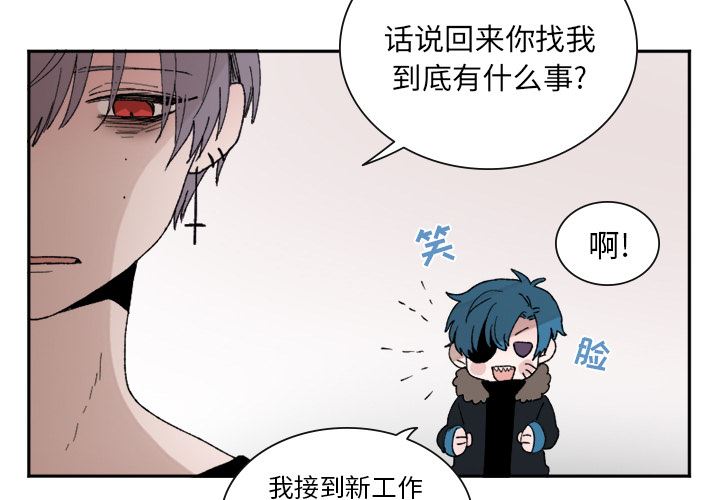 话说回来你找我
到底有什么事?
啊!
笑
脸
我接到新工作